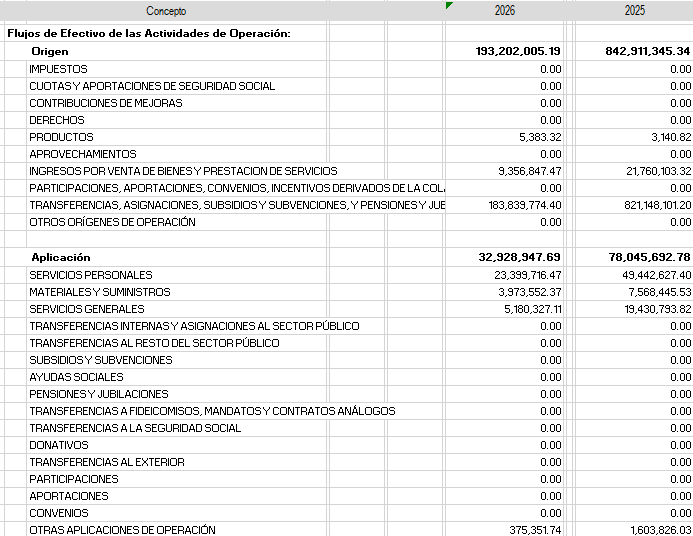 Concepto 2026 2025
Flujos de Efectivo de las Actividades de Operación:
Origen 193,202,005.19 842,911,345.34
IMPUESTOS 0.00 0.00
CUOTAS Y APORTACIONES DE SEGURIDAD SOCIAL 0.00 0.00
CONTRIBUCIONES DE MEJORAS 0.00 0.00
DERECHOS 0.00 0.00
PRODUCTOS 5,383.32 3,140.82
APROVECHAMIENTOS 0.00 0.00
INGRESOS POR VENTA DE BIENES Y PRESTACION DE SERVICIOS 9,356,847.47 21,760,103.32
PARTICIPACIONES, APORTACIONES, CONVENIOS, INCENTIVOS DERIVADOS DE LA COLA 0.00 0.00
TRANSFERENCIAS, ASIGNACIONES, SUBSIDIOS Y SUBVENCIONES, Y PENSIONES Y JUB 183,839,774.40 821,148,101.20
OTROS ORÍGENES DE OPERACIÓN 0.00 0.00
Aplicación 32,928,947.69 78,045,692.78
SERVICIOS PERSONALES 23,399,716.47 49,442,627.40
MATERIALES Y SUMINISTROS 3,973,552.37 7,568,445.53
SERVICIOS GENERALES 5,180,327.11 19,430,793.82
TRANSFERENCIAS INTERNAS Y ASIGNACIONES AL SECTOR PÚBLICO 0.00 0.00
TRANSFERENCIAS AL RESTO DEL SECTOR PÚBLICO 0.00 0.00
SUBSIDIOS Y SUBVENCIONES 0.00 0.00
AYUDAS SOCIALES 0.00 0.00
PENSIONES Y JUBILACIONES 0.00 0.00
TRANSFERENCIAS A FIDEICOMISOS, MANDATOS Y CONTRATOS ANÁLOGOS 0.00 0.00
TRANSFERENCIAS A LA SEGURIDAD SOCIAL 0.00 0.00
DONATIVOS 0.00 0.00
TRANSFERENCIAS AL EXTERIOR 0.00 0.00
PARTICIPACIONES 0.00 0.00
APORTACIONES 0.00 0.00
CONVENIOS 0.00 0.00
OTRAS APLICACIONES DE OPERACIÓN 375,351.74 1,603,826.03